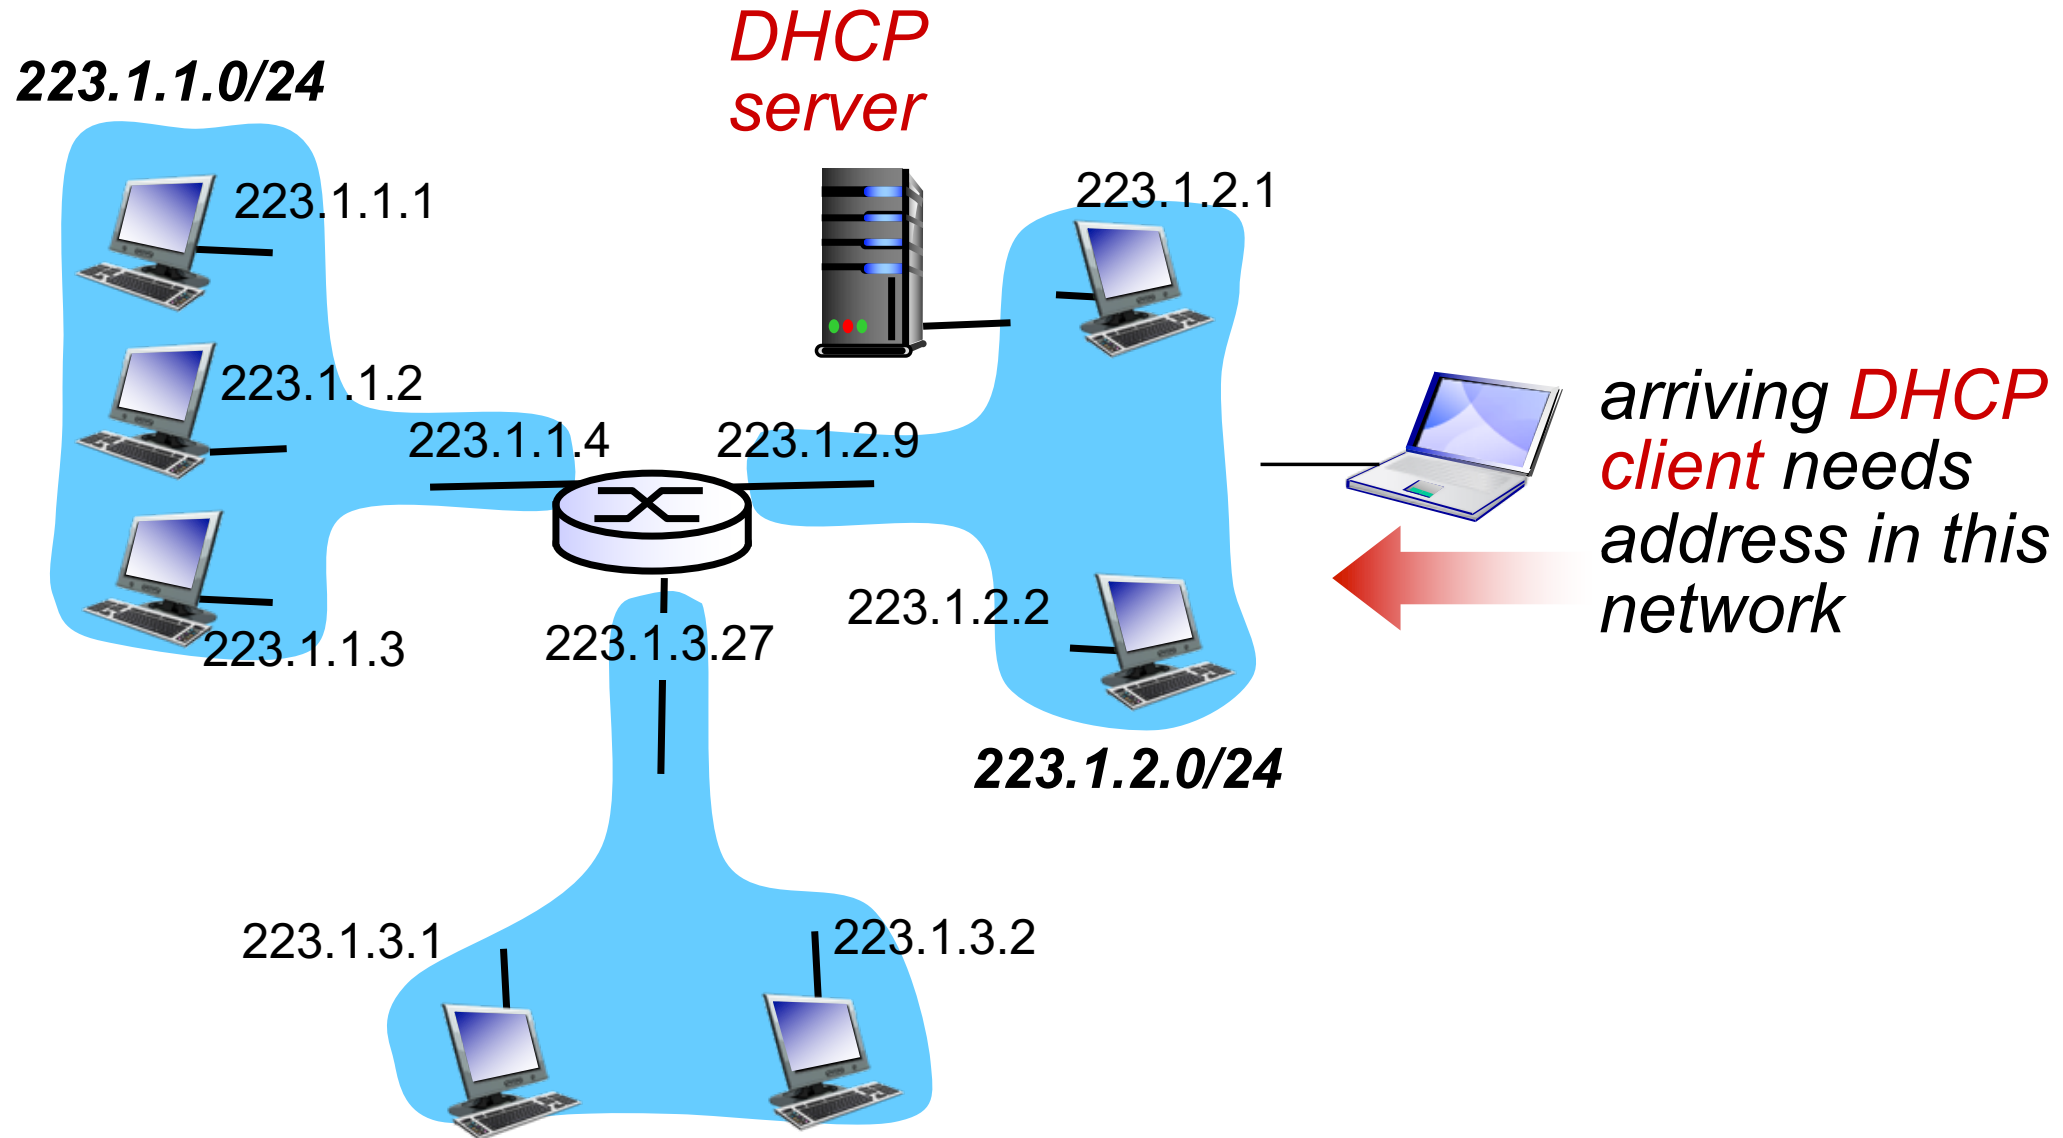 DHCP
server
223.1.1.0/24
223.1.1.1
223.1.2.1
223.1.1.2
223.1.1.4
223.1.2.9
arriving DHCP
client needs
address in this
network
223.1.1.3
223.1.3.27
223.1.2.2
223.1.2.0/24
223.1.3.1
223.1.3.2